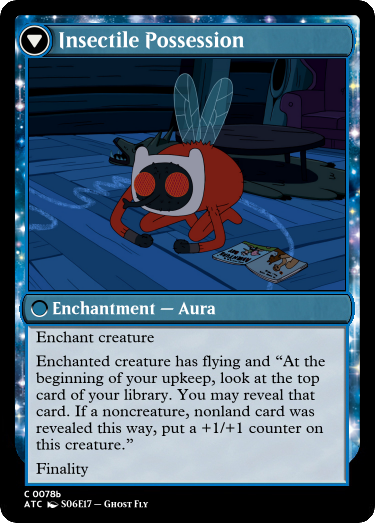 Insectile Possession
Enchantment — Aura
Enchant creature
Enchanted creature has flying and “At the
beginning of your upkeep, look at the top
card of your library. You may reveal that
card. If a noncreature, nonland card was
revealed this way, put a +1/+1 counter on
this creature.”
Finality
C 0078b
ATC S06E17 – Ghost Fly